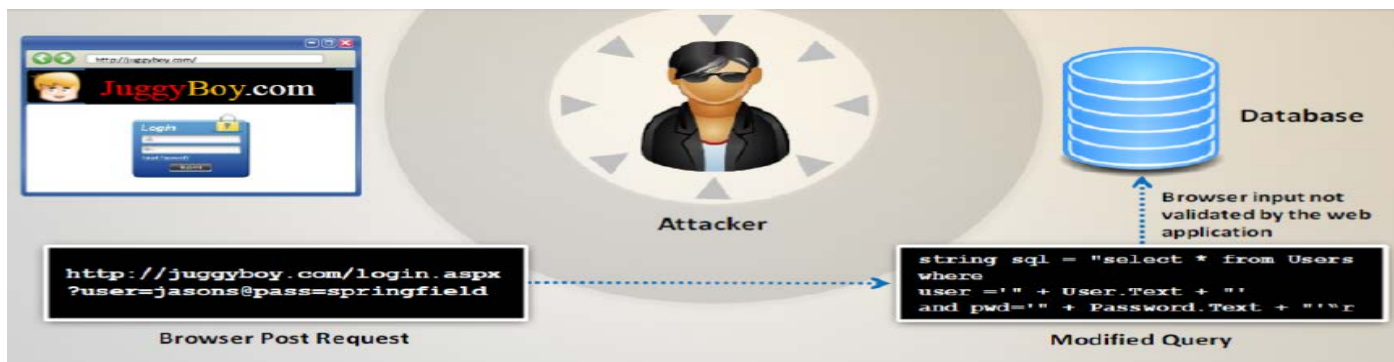 http://juggyboy.com/
JuggyBoy.com
Login
Attacker
Database
Browser input not
validated by the web
application
http://juggyboy.com/login.aspx
?user=jasons@pass=springfield
Browser Post Request
string sql = "select * from Users
where
user ='" + User.Text + "'
and pwd='" + Password.Text + "'"r
Modified Query